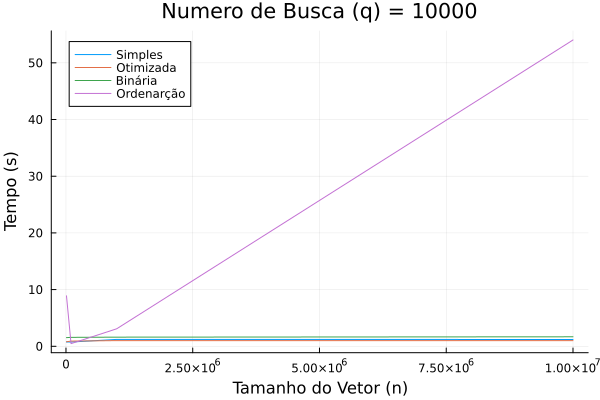 Numero de Busca (q) = 10000
Simples
Otimizada
Binária
Ordenarção
Tempo (s)
50
40
30
20
10
0
0 2.50×10⁶ 5.00×10⁶ 7.50×10⁶ 1.00×10⁷
Tamanho do Vetor (n)